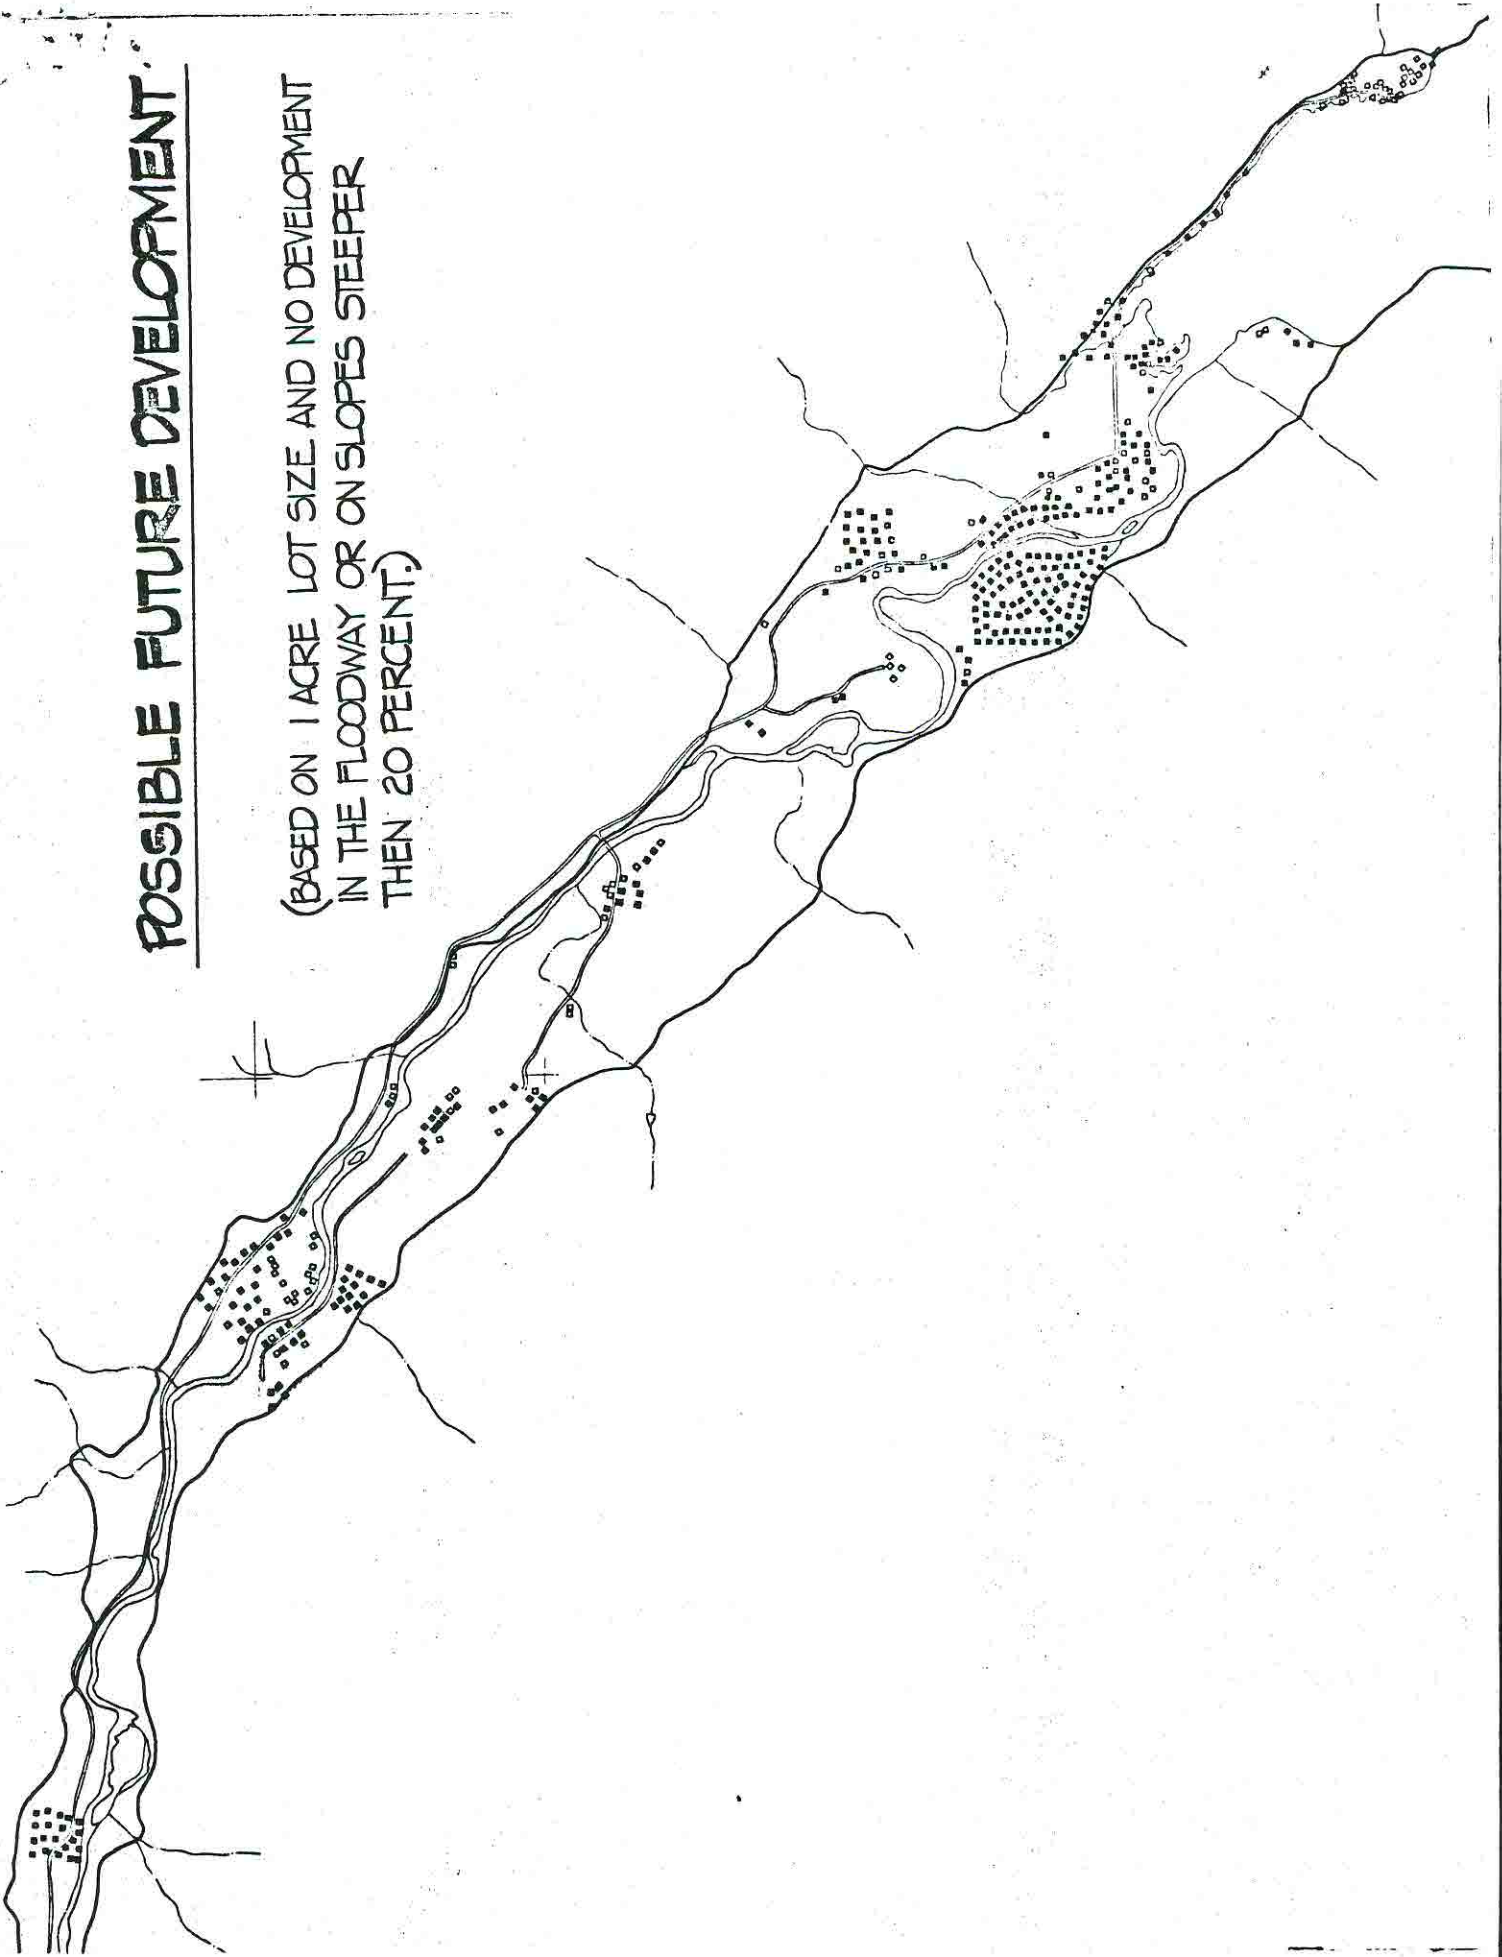 POSSIBLE FUTURE DEVELOPMENT
(BASED ON 1 ACRE LOT SIZE AND NO DEVELOPMENT
IN THE FLOODWAY OR ON SLOPES STEEPER
THEN 20 PERCENT.)